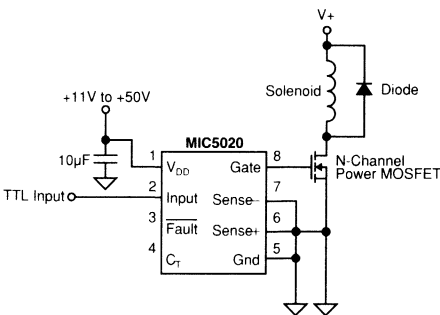 V+
Solenoid
Diode
+11V to +50V
10µF
MIC5020
1
VDD
Gate
8
N-Channel
Power MOSFET
TTL Input
2
Input
Sense–
7
3
Fault
Sense+
6
4
CT
Gnd
5